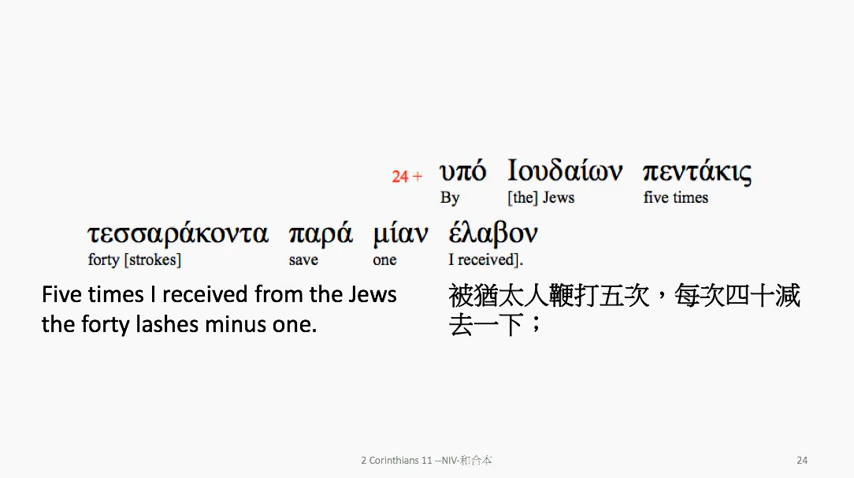 24 + υπό Ιουδαίων πεντάκις
By [the] Jews five times
τεσσαράκοντα παρά μίαν έλαβον
forty [strokes] save one I received].
Five times I received from the Jews
the forty lashes minus one.
被猶太人鞭打五次，每次四十減
去一下；
2 Corinthians 11 --NIV-和合本
24